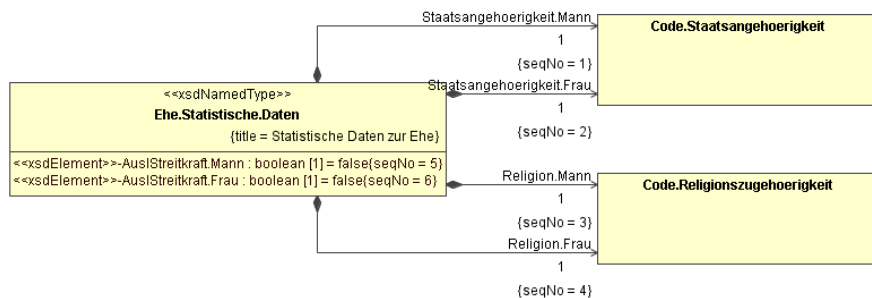 Staatsangehoerigkeit.Mann
1
{seqNo = 1}
Code.Staatsangehoerigkeit
Staatsangehoerigkeit.Frau
1
{seqNo = 2}
<<xsdNamedType>>
Ehe.Statistische.Daten
{title = Statistische Daten zur Ehe}
<<xsdElement>>-AuslStreitkraft.Mann : boolean [1] = false{seqNo = 5}
<<xsdElement>>-AuslStreitkraft.Frau : boolean [1] = false{seqNo = 6}
Religion.Mann
1
{seqNo = 3}
Code.Religionszugehoerigkeit
Religion.Frau
1
{seqNo = 4}